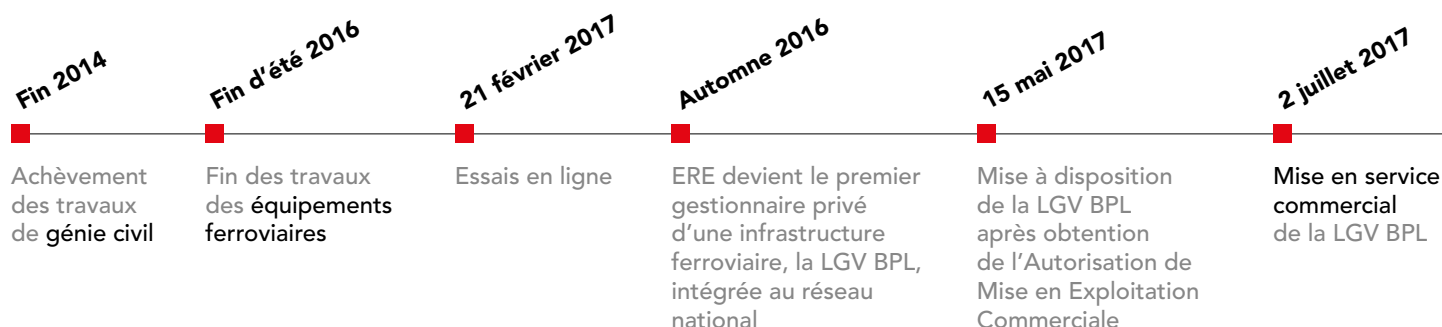 Fin 2014
Fin d'été 2016
21 février 2017
Automne 2016
15 mai 2017
2 juillet 2017
Achèvement
des travaux
de génie civil
Fin des travaux
des équipements
ferroviaires
Essais en ligne
ERE devient le premier
gestionnaire privé
d'une infrastructure
ferroviaire, la LGV BPL,
intégrée au réseau
national
Mise à disposition
de la LGV BPL
après obtention
de l'Autorisation de
Mise en Exploitation
Commerciale
Mise en service
commercial
de la LGV BPL